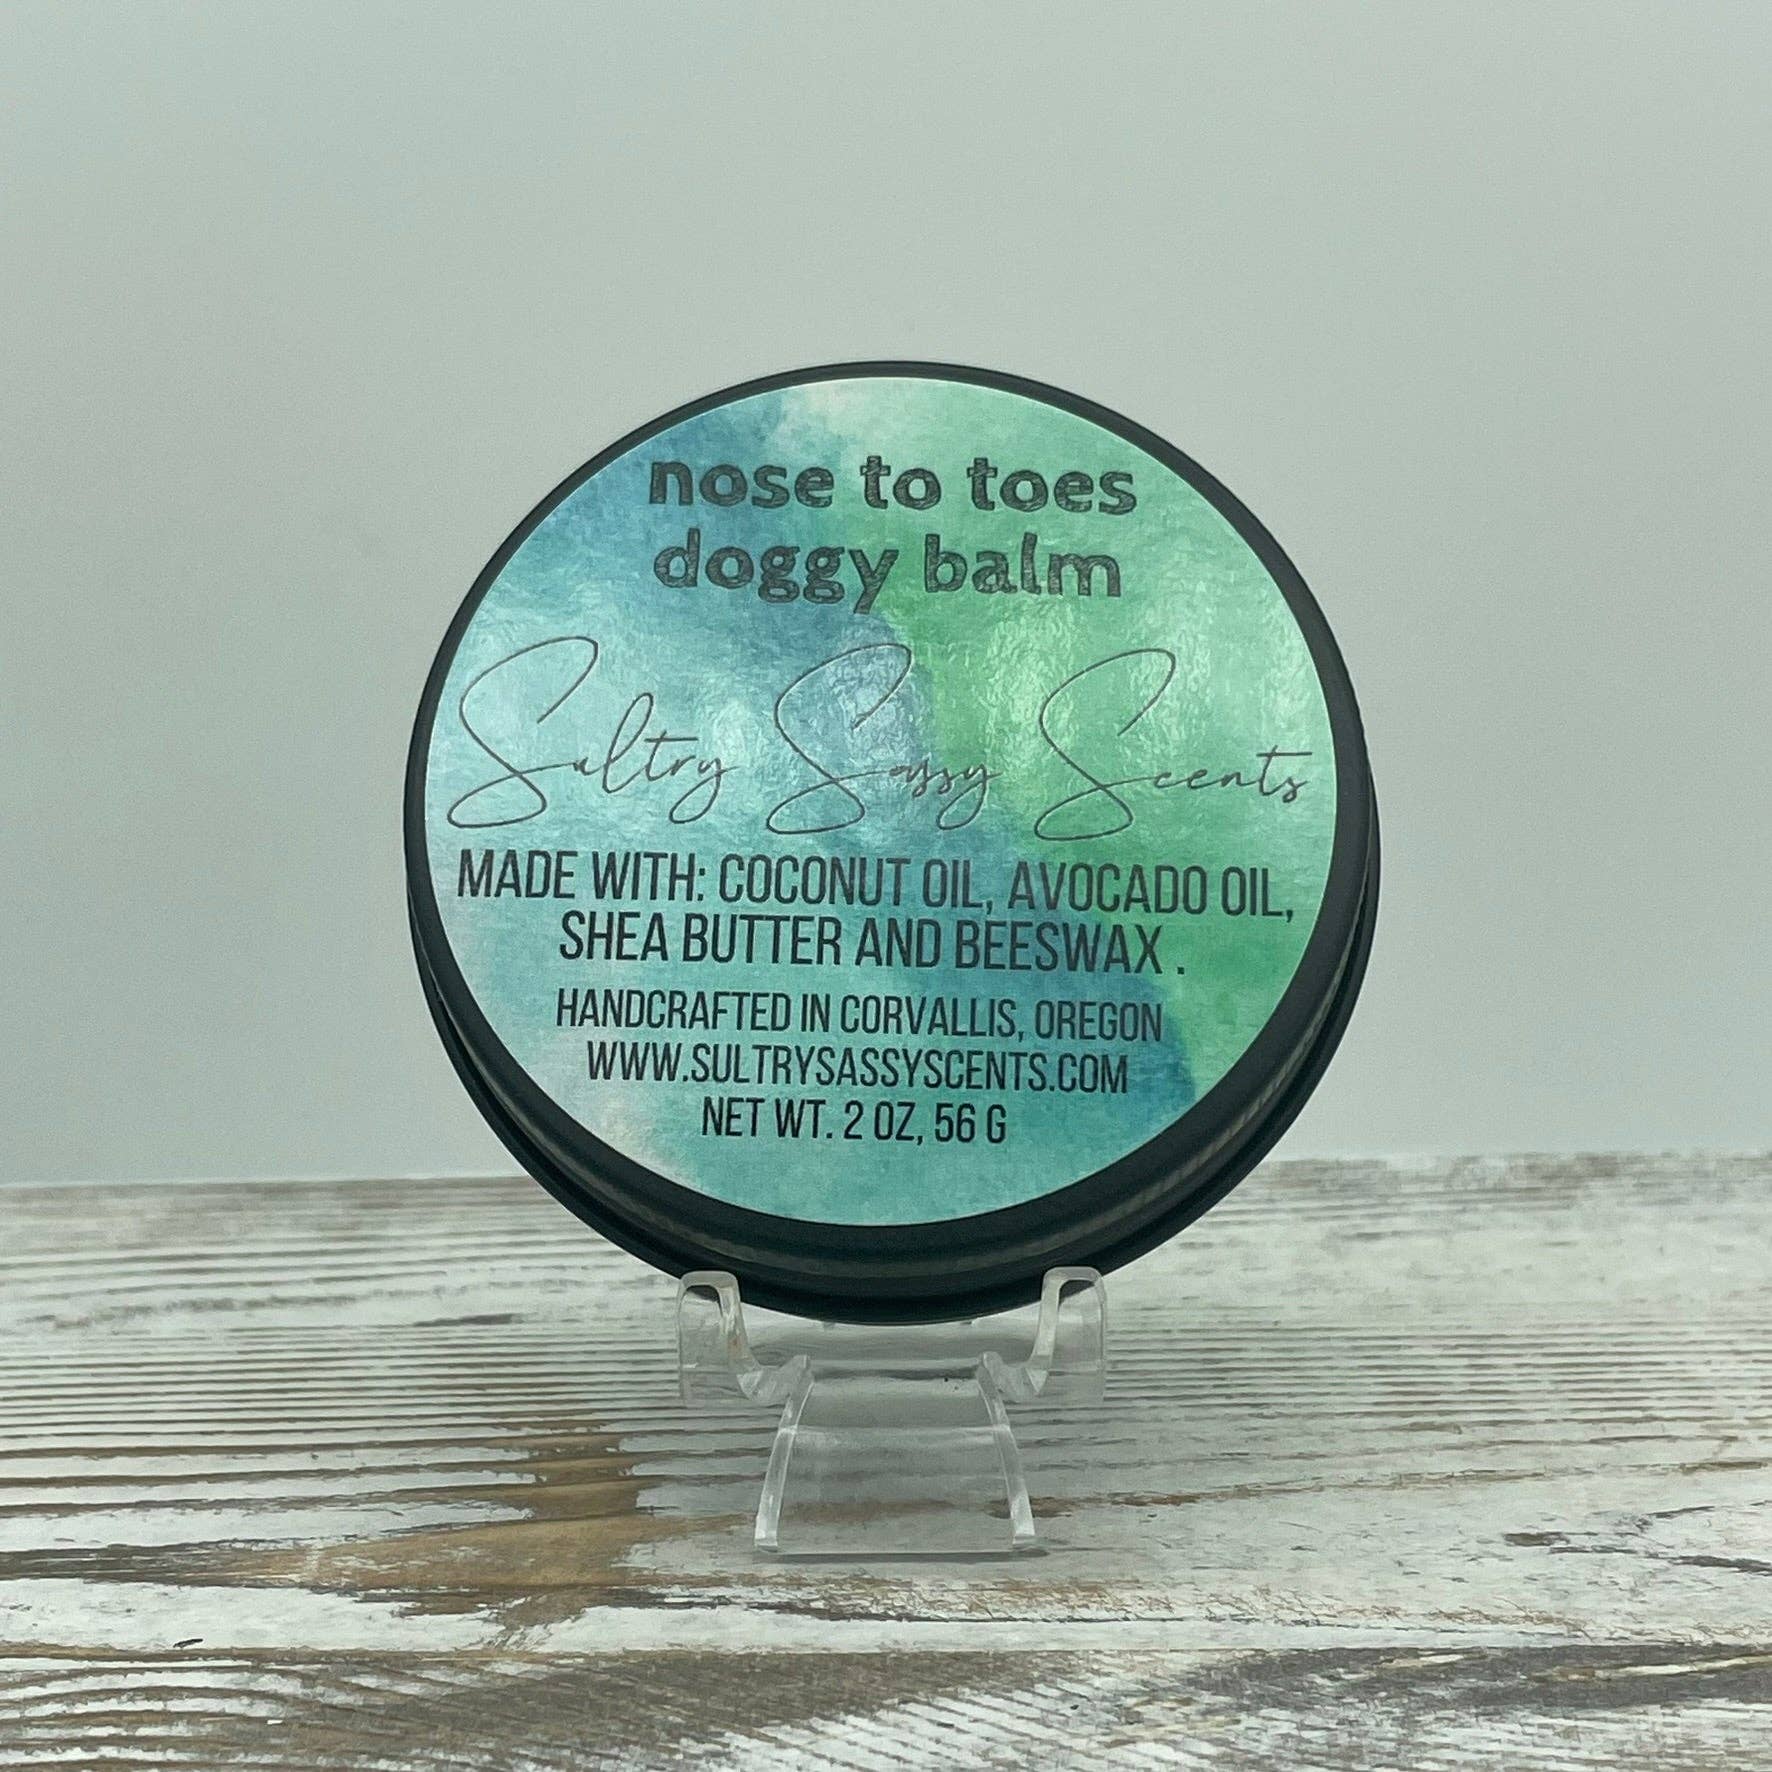 nose to toes
doggy balm
Sultry Sassy Scents
MADE WITH: COCONUT OIL, AVOCADO OIL,
SHEA BUTTER AND BEESWAX .
HANDCRAFTED IN CORVALLIS, OREGON
WWW.SULTRYSASSYSCENTS.COM
NET WT. 2 OZ, 56 G